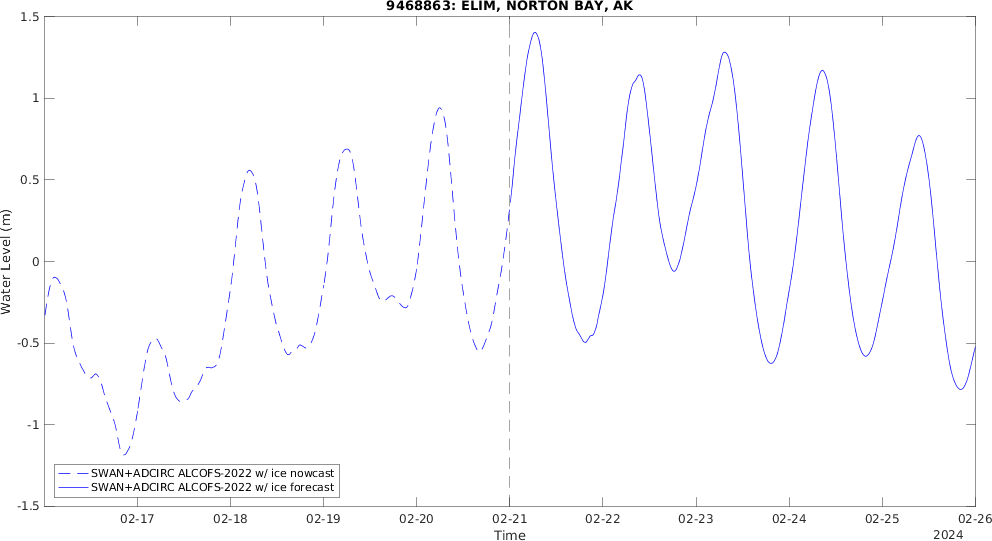 9468863: ELIM, NORTON BAY, AK
Water Level (m)
1.5
1
0.5
0
-0.5
-1
-1.5
SWAN+ADCIRC ALCOFS-2022 w/ ice nowcast
SWAN+ADCIRC ALCOFS-2022 w/ ice forecast
02-17 02-18 02-19 02-20 02-21 02-22 02-23 02-24 02-25 02-26
Time
2024